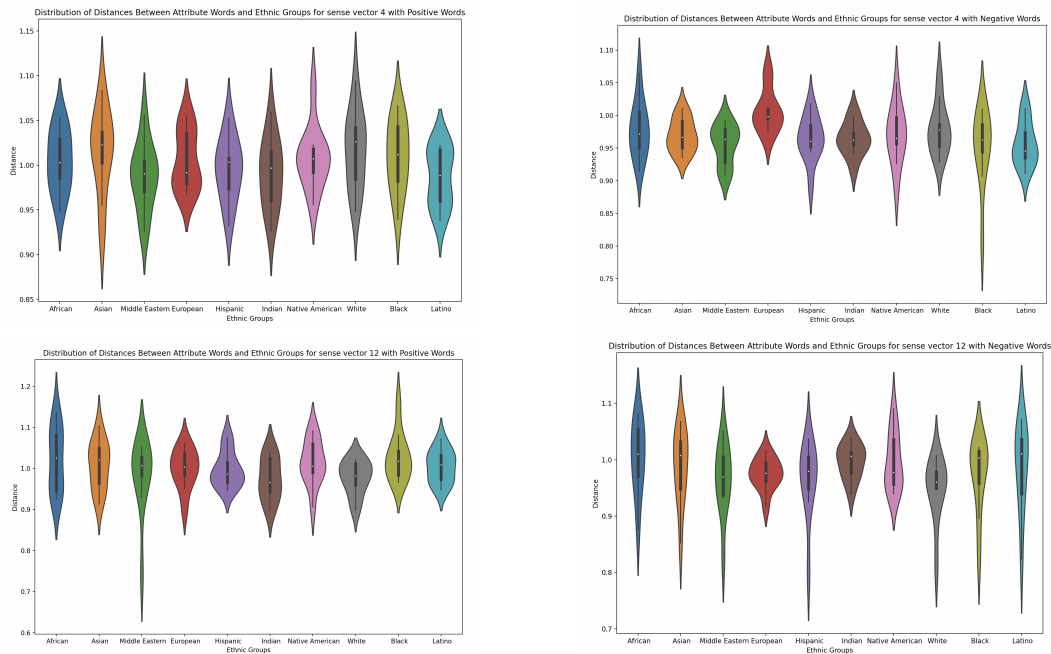 Distribution of Distances Between Attribute Words and Ethnic Groups for sense vector 4 with Positive Words
1.15
1.10
1.05
1.00
0.95
0.90
0.85
Distance
African Asian Middle Eastern European Hispanic Indian Native American White Black Latino
Ethnic Groups
Distribution of Distances Between Attribute Words and Ethnic Groups for sense vector 4 with Negative Words
1.10
1.05
1.00
0.95
0.90
0.85
0.80
0.75
Distance
African Asian Middle Eastern European Hispanic Indian Native American White Black Latino
Ethnic Groups
Distribution of Distances Between Attribute Words and Ethnic Groups for sense vector 12 with Positive Words
1.2
1.1
1.0
0.9
0.8
0.7
0.6
Distance
African Asian Middle Eastern European Hispanic Indian Native American White Black Latino
Ethnic Groups
Distribution of Distances Between Attribute Words and Ethnic Groups for sense vector 12 with Negative Words
1.1
1.0
0.9
0.8
0.7
Distance
African Asian Middle Eastern European Hispanic Indian Native American White Black Latino
Ethnic Groups